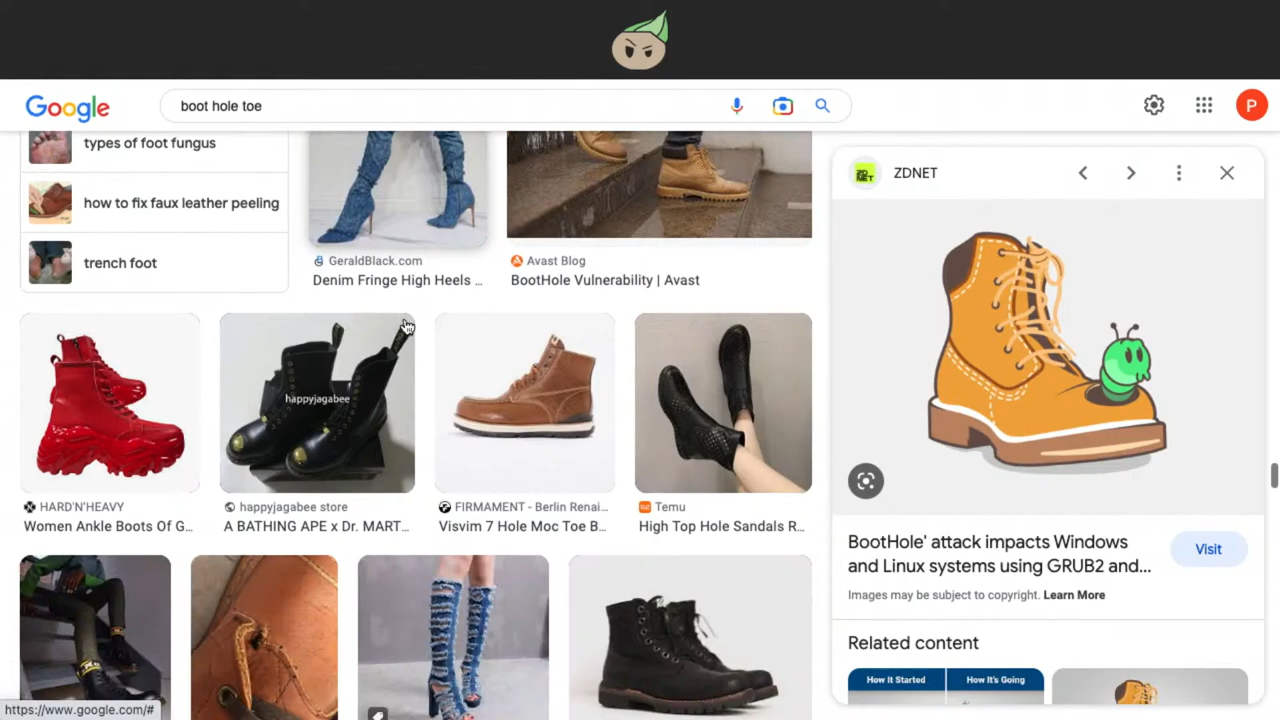 Google
boot hole toe
P
types of foot fungus
how to fix faux leather peeling
trench foot
GeraldBlack.com
Denim Fringe High Heels ...
Avast Blog
BootHole Vulnerability | Avast
happyjagabee
HARD'N'HEAVY
Women Ankle Boots Of G...
happyjagabee store
A BATHING APE x Dr. MART...
FIRMAMENT - Berlin Renai...
Visvim 7 Hole Moc Toe B...
Temu
High Top Hole Sandals R...
https://www.google.com/#
ZDNET
BootHole' attack impacts Windows
and Linux systems using GRUB2 and...
Visit
Images may be subject to copyright. Learn More
Related content
How It Started
How It's Going